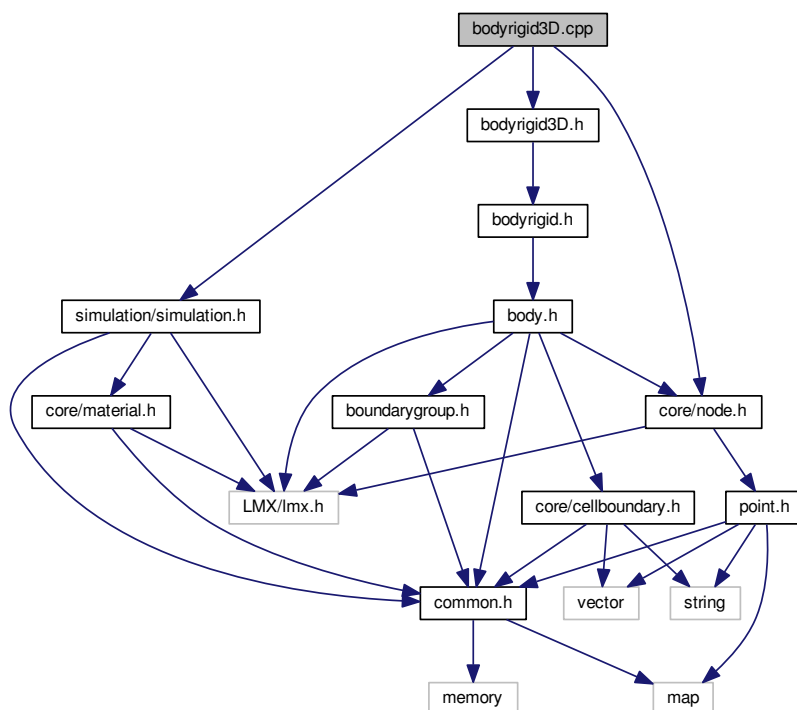 bodyrigid3D.cpp
bodyrigid3D.h
bodyrigid.h
simulation/simulation.h
body.h
core/material.h
boundarygroup.h
core/node.h
LMX/lmx.h
core/cellboundary.h
point.h
common.h
vector
string
memory
map